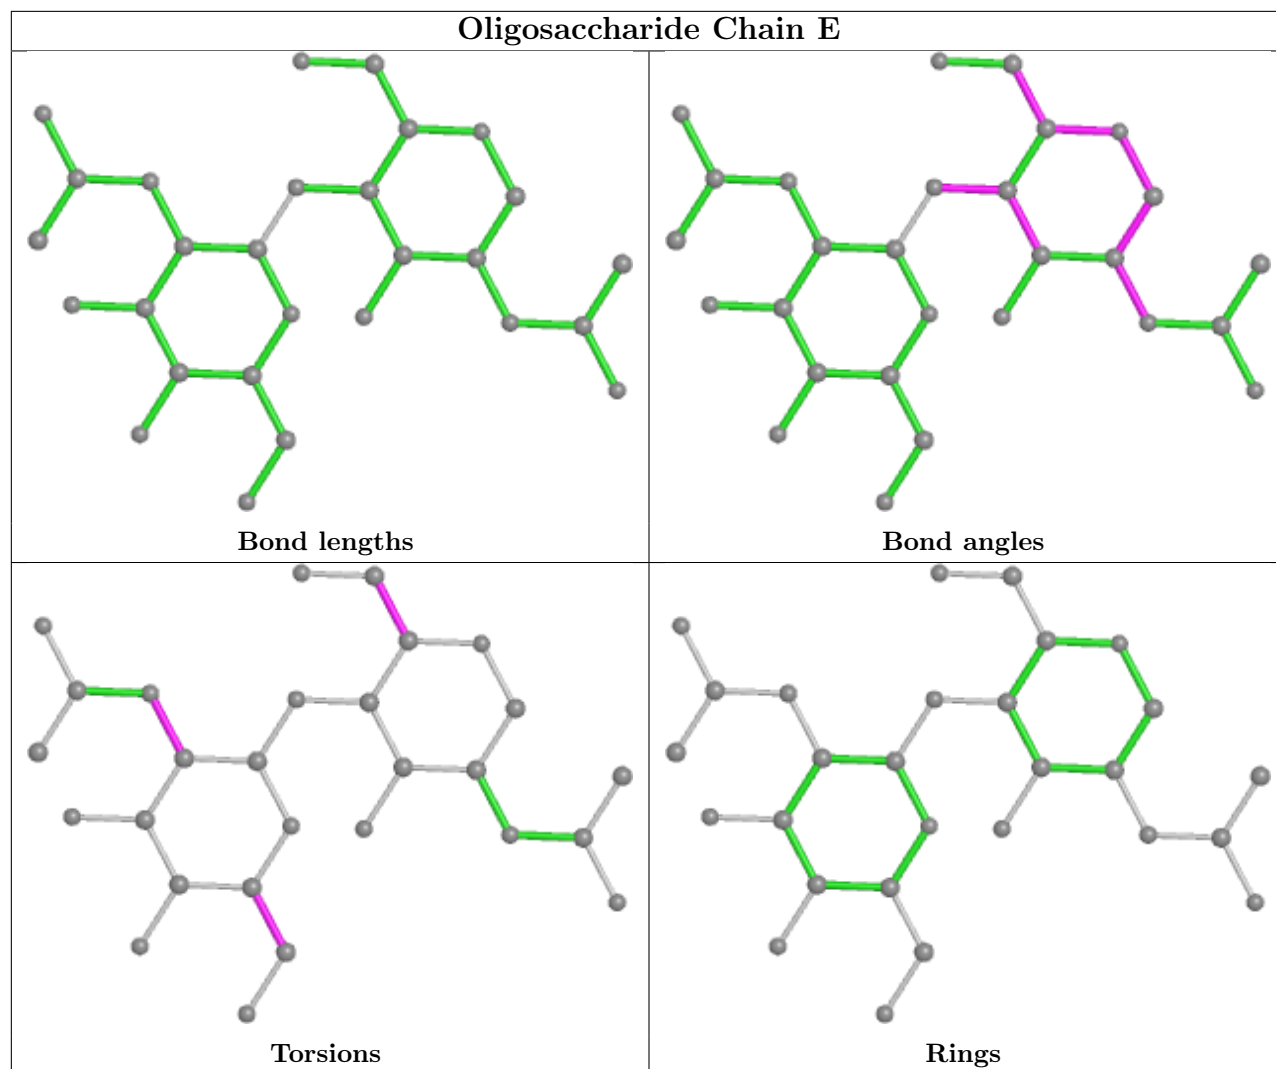 Oligosaccharide Chain E
Bond lengths
Bond angles
Torsions
Rings